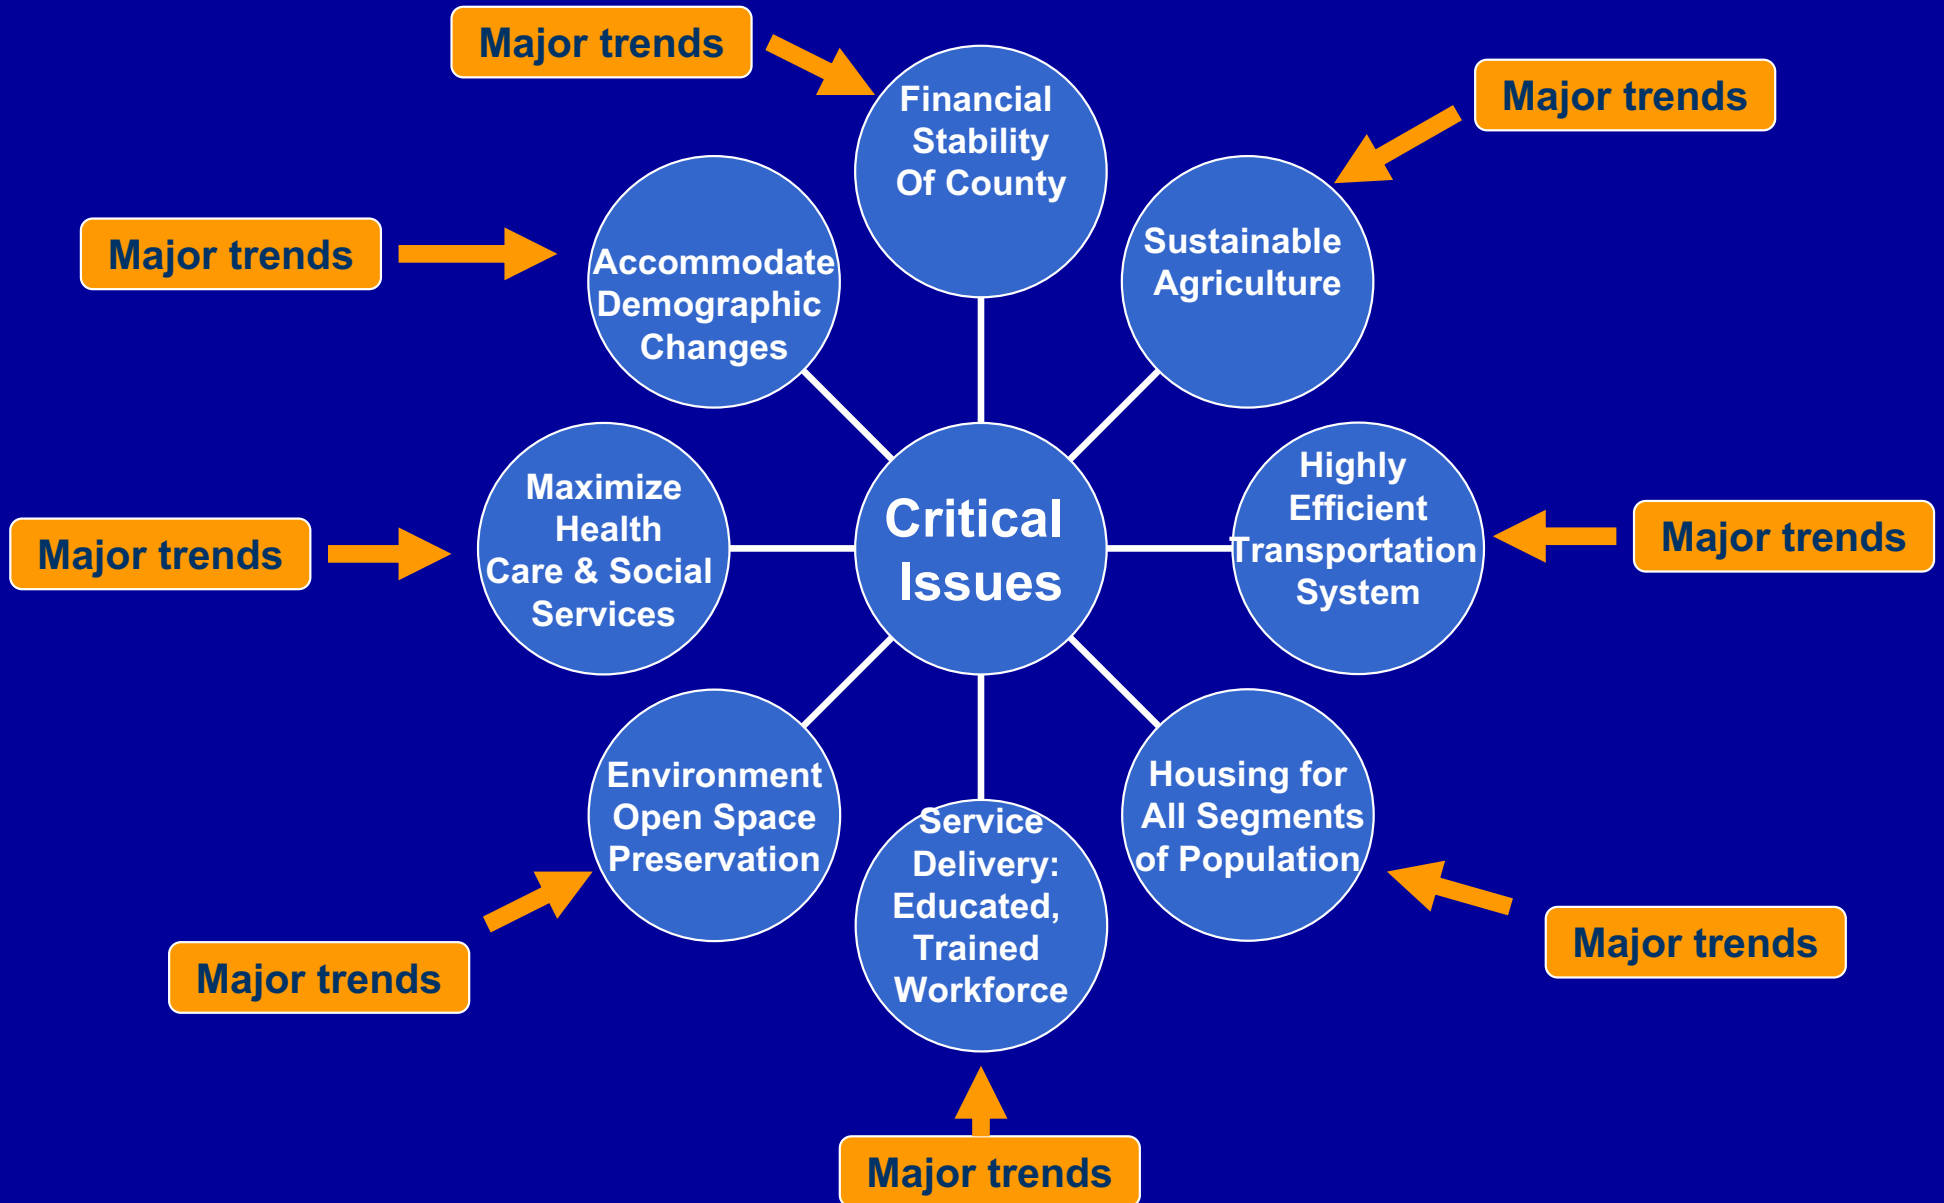 Major trends
Financial
Stability
Of County
Major trends
Sustainable
Agriculture
Major trends
Accommodate
Demographic
Changes
Major trends
Maximize
Health
Care & Social
Services
Critical
Issues
Highly
Efficient
Transportation
System
Major trends
Major trends
Environment
Open Space
Preservation
Service
Delivery:
Educated,
Trained
Workforce
Housing for
All Segments
of Population
Major trends
Major trends